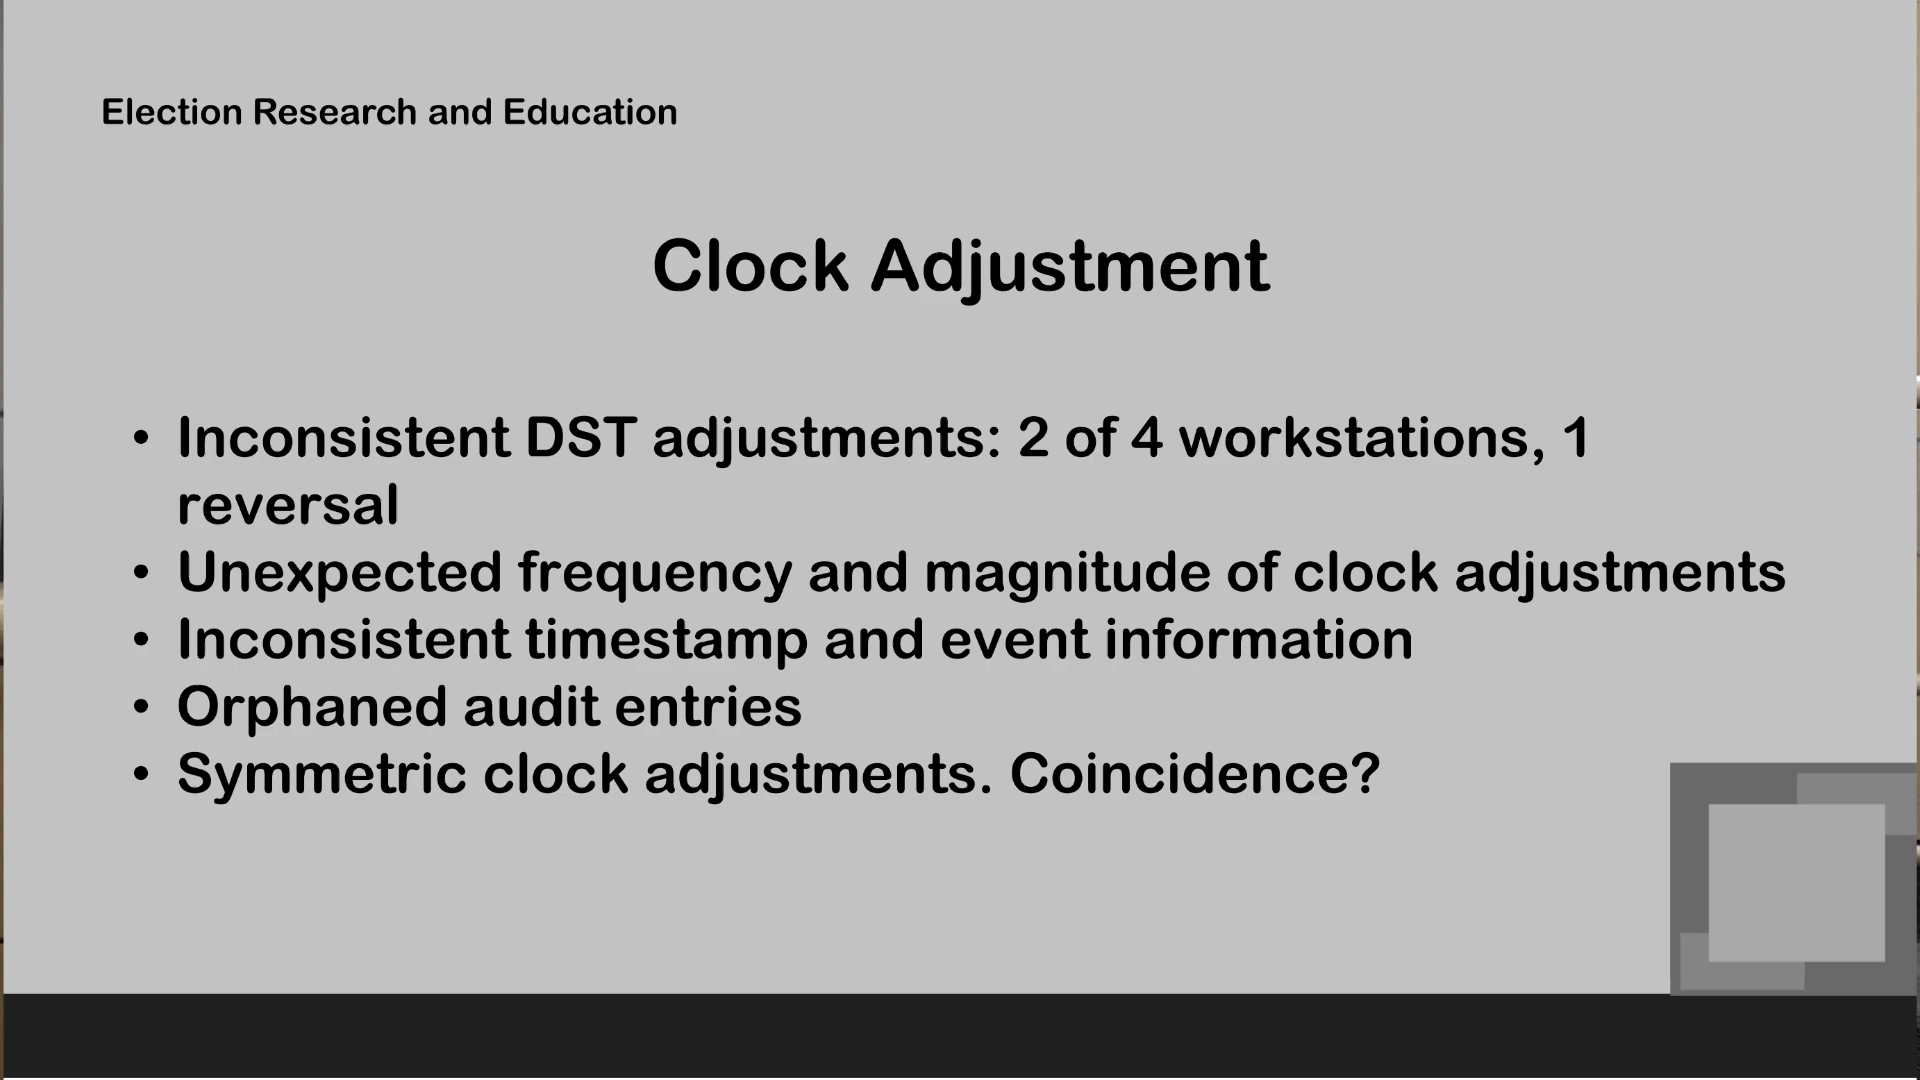 Election Research and Education
Clock Adjustment
• Inconsistent DST adjustments: 2 of 4 workstations, 1
reversal
• Unexpected frequency and magnitude of clock adjustments
• Inconsistent timestamp and event information
• Orphaned audit entries
• Symmetric clock adjustments. Coincidence?